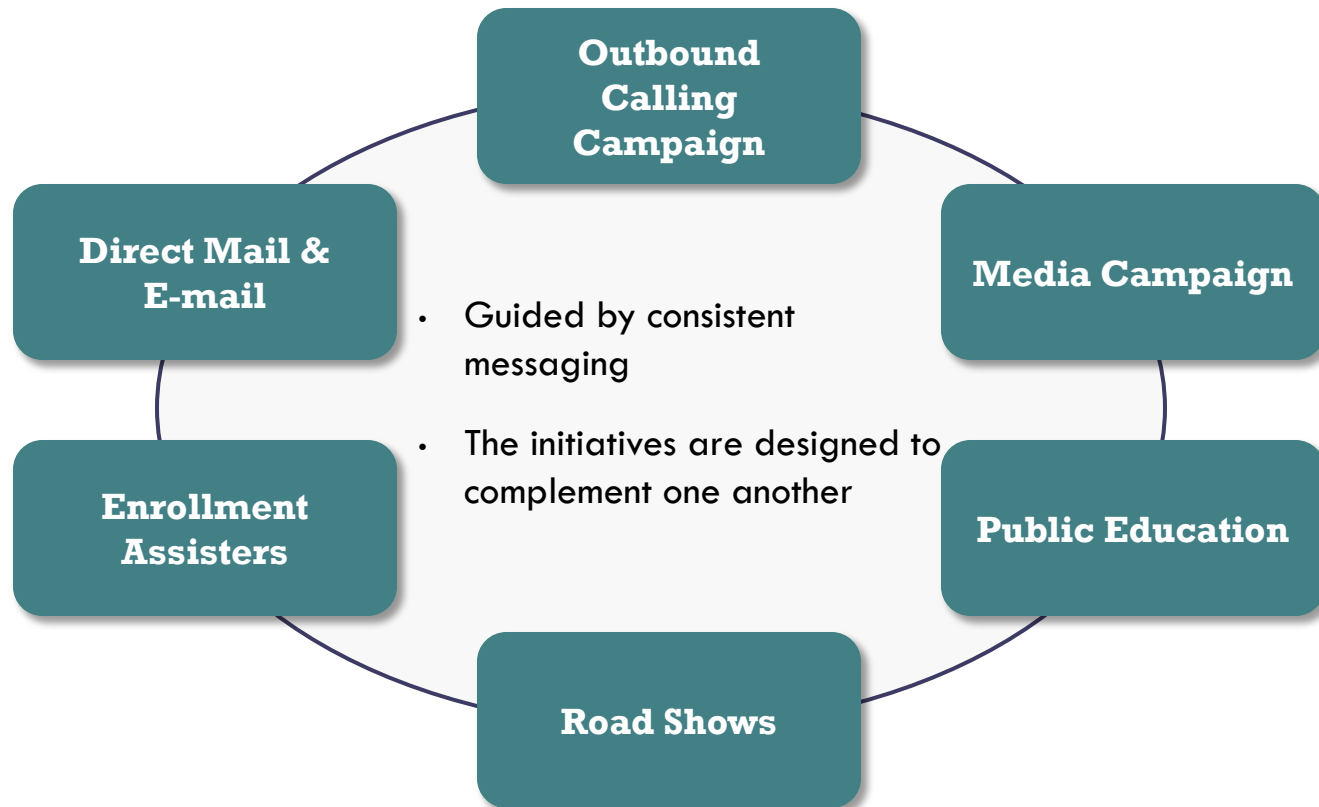 Outbound
Calling
Campaign
Direct Mail &
E-mail
Media Campaign
• Guided by consistent
messaging
• The initiatives are designed to
complement one another
Enrollment
Assisters
Public Education
Road Shows